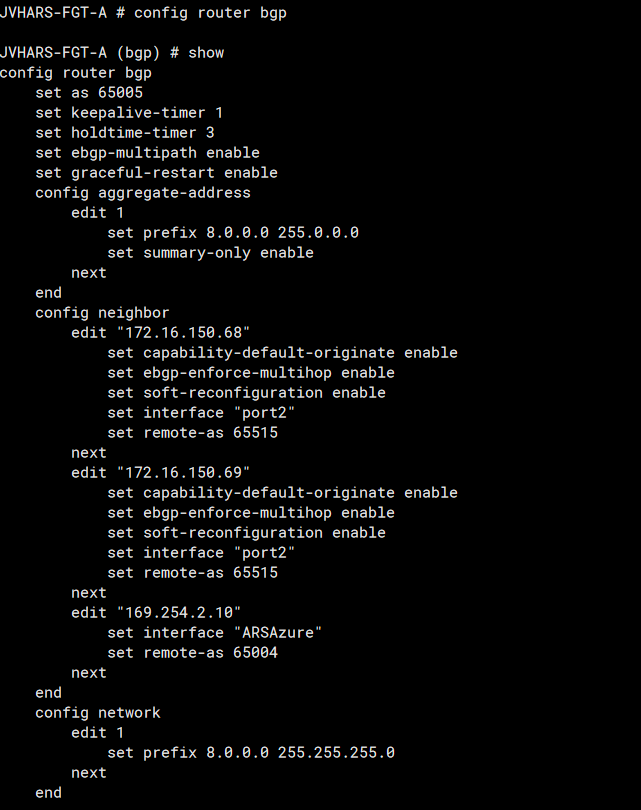 JVHARS-FGT-A # config router bgp
JVHARS-FGT-A (bgp) # show
config router bgp
    set as 65005
    set keepalive-timer 1
    set holdtime-timer 3
    set ebgp-multipath enable
    set graceful-restart enable
    config aggregate-address
        edit 1
            set prefix 8.0.0.0 255.0.0.0
            set summary-only enable
        next
    end
    config neighbor
        edit "172.16.150.68"
            set capability-default-originate enable
            set ebgp-enforce-multihop enable
            set soft-reconfiguration enable
            set interface "port2"
            set remote-as 65515
        next
        edit "172.16.150.69"
            set capability-default-originate enable
            set ebgp-enforce-multihop enable
            set soft-reconfiguration enable
            set interface "port2"
            set remote-as 65515
        next
        edit "169.254.2.10"
            set interface "ARSAzure"
            set remote-as 65004
        next
    end
    config network
        edit 1
            set prefix 8.0.0.0 255.255.255.0
        next
    end